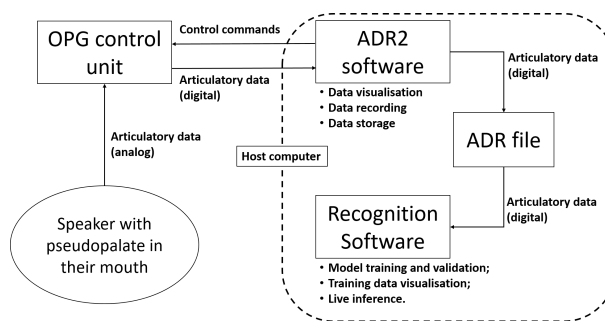 OPG control
unit
Control commands
Articulatory data
(digital)
ADR2
software
• Data visualisation
• Data recording
• Data storage
Articulatory data
(digital)
Articulatory data
(analog)
Host computer
ADR file
Articulatory data
(digital)
Speaker with
pseudopalate in
their mouth
Recognition
Software
• Model training and validation;
• Training data visualisation;
• Live inference.